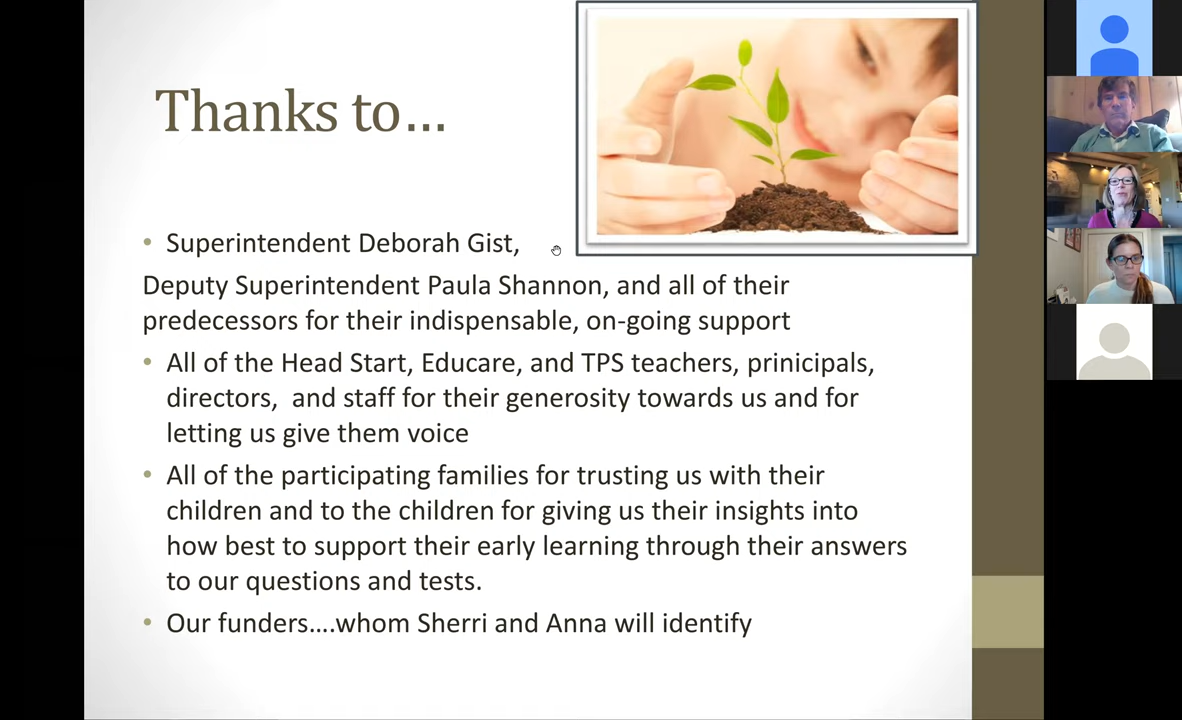 Thanks to…
• Superintendent Deborah Gist,
Deputy Superintendent Paula Shannon, and all of their
predecessors for their indispensable, on-going support
• All of the Head Start, Educare, and TPS teachers, prinicipals,
directors,  and staff for their generosity towards us and for
letting us give them voice
• All of the participating families for trusting us with their
children and to the children for giving us their insights into
how best to support their early learning through their answers
to our questions and tests.
• Our funders….whom Sherri and Anna will identify